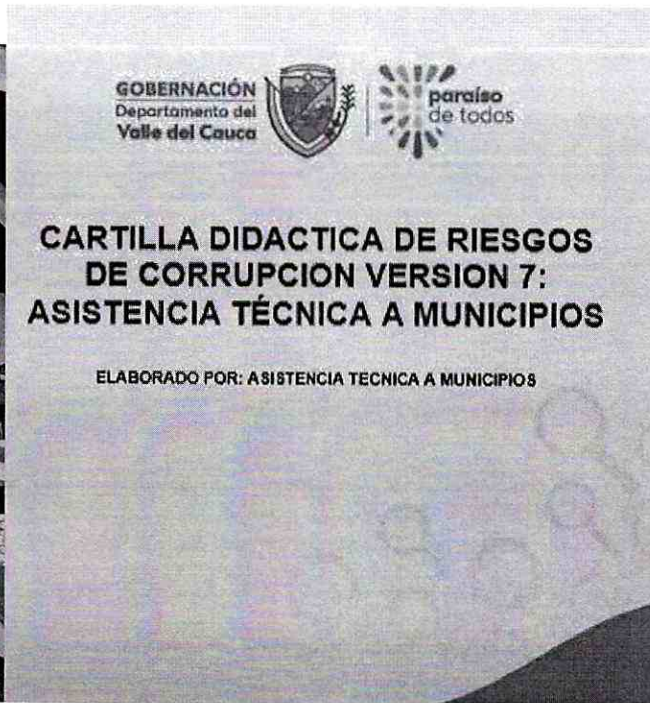 GOBERNACIÓN
Departamento del
Valle del Cauca
paraíso
de todos
CARTILLA DIDACTICA DE RIESGOS
DE CORRUPCION VERSION 7:
ASISTENCIA TÉCNICA A MUNICIPIOS
ELABORADO POR: ASISTENCIA TECNICA A MUNICIPIOS